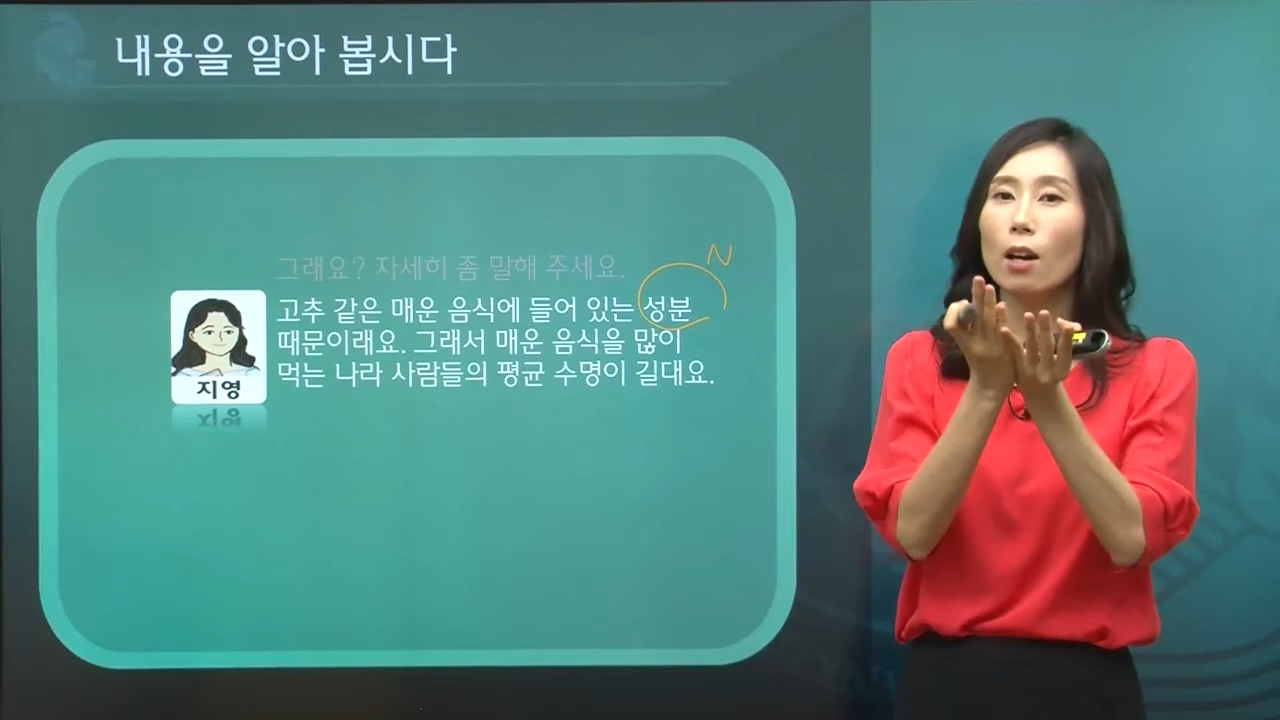 내용을 알아 봅시다
그래요? 자세히 좀 말해 주세요.
N
고추 같은 매운 음식에 들어 있는 성분
때문이래요. 그래서 매운 음식을 많이
먹는 나라 사람들의 평균 수명이 길대요.
지영